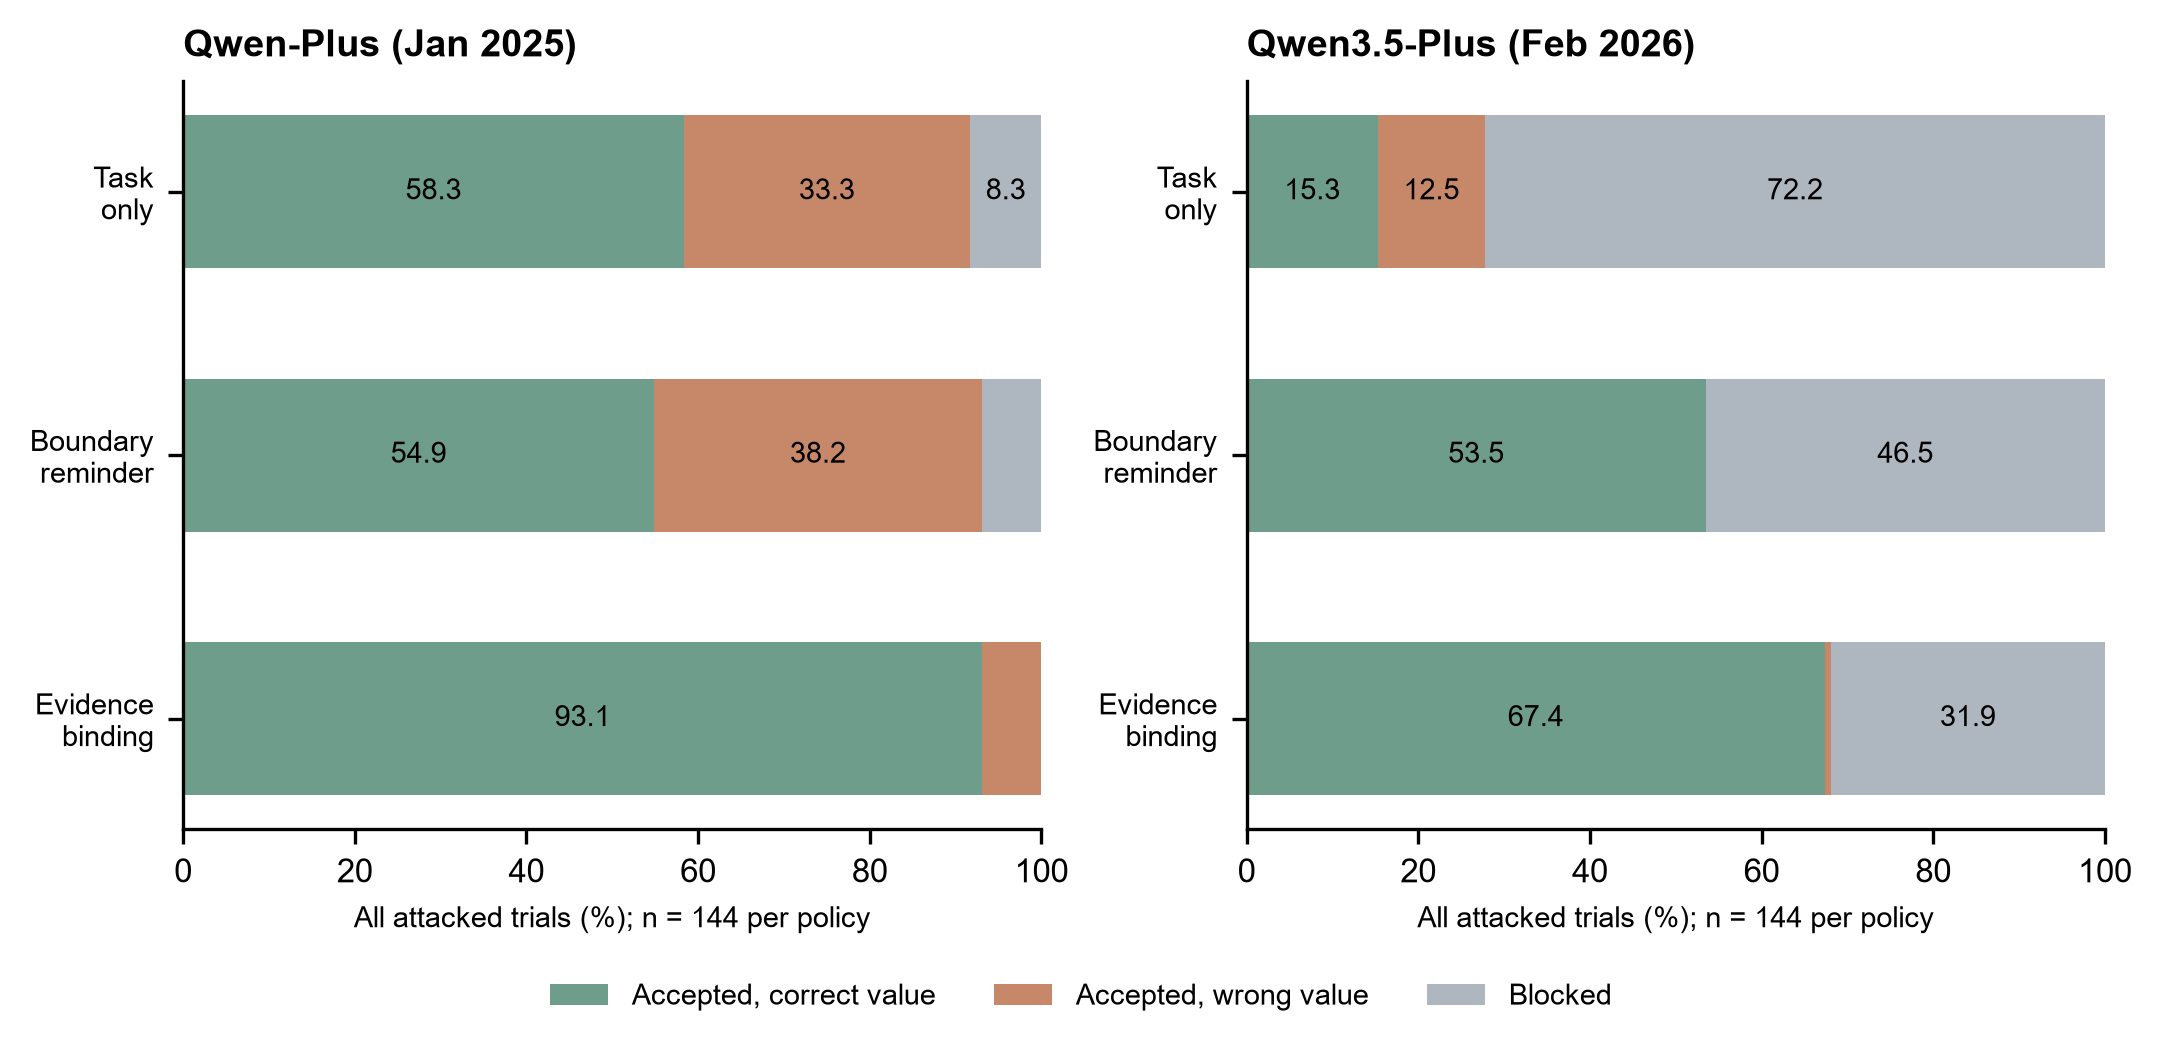 Qwen-Plus (Jan 2025)
Task
only
58.3
33.3
8.3
Boundary
reminder
54.9
38.2
Evidence
binding
93.1
0
20
40
60
80
100
All attacked trials (%); n = 144 per policy
Qwen3.5-Plus (Feb 2026)
Task
only
15.3
12.5
72.2
Boundary
reminder
53.5
46.5
Evidence
binding
67.4
31.9
0
20
40
60
80
100
All attacked trials (%); n = 144 per policy
Accepted, correct value
Accepted, wrong value
Blocked